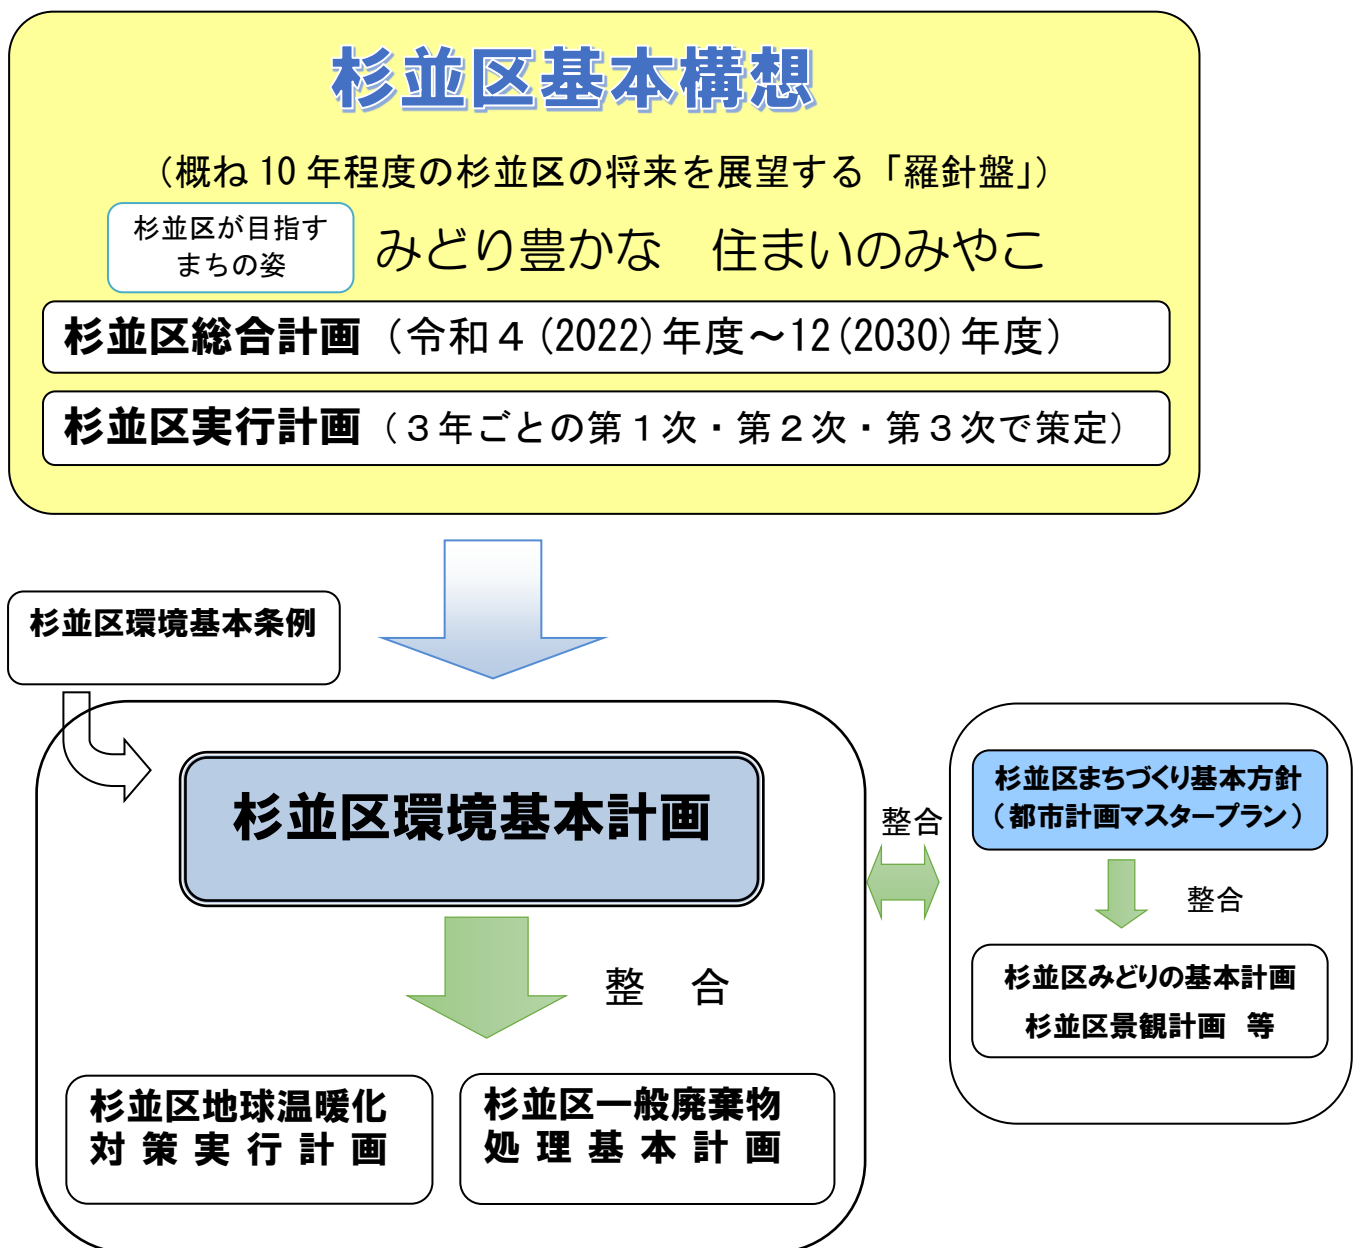 杉並区基本構想
（概ね 10 年程度の杉並区の将来を展望する「羅針盤」）
杉並区が目指す
まちの姿
みどり豊かな　住まいのみやこ
杉並区総合計画（令和４(2022)年度～12(2030)年度）
杉並区実行計画（３年ごとの第１次・第２次・第３次で策定）
杉並区環境基本条例
杉並区環境基本計画
整　合
杉並区地球温暖化
対 策 実 行 計 画
杉並区一般廃棄物
処 理 基 本 計 画
整合
杉並区まちづくり基本方針
（都市計画マスタープラン）
整合
杉並区みどりの基本計画
杉並区景観計画　等